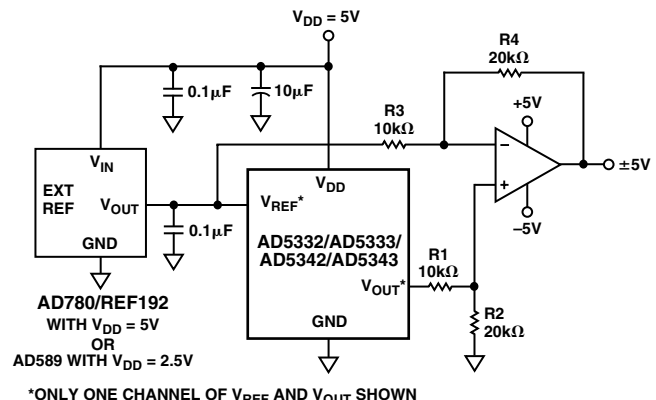 V_DD = 5V
R4
20kΩ
0.1μF
10μF
R3
10kΩ
+5V
–
+
±5V
–5V
V_IN
EXT
REF
V_OUT
GND
0.1μF
V_DD
V_REF*
AD5332/AD5333/
AD5342/AD5343
V_OUT*
GND
R1
10kΩ
R2
20kΩ
AD780/REF192
WITH V_DD = 5V
OR
AD589 WITH V_DD = 2.5V
*ONLY ONE CHANNEL OF V_REF AND V_OUT SHOWN